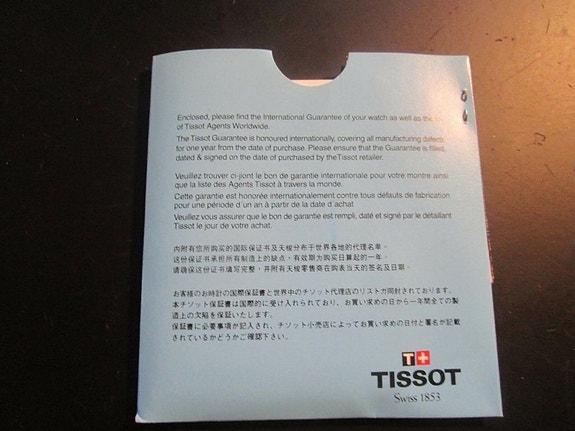 Enclosed, please find the International Guarantee of your watch as well as the
of Tissot Agents Worldwide.
The Tissot Guarantee is honoured internationally, covering all manufacturing defects
for one year from the date of purchase. Please ensure that the Guarantee is filled,
dated & signed on the date of purchased by theTissot retailer.
Veuillez trouver ci-jiont le bon de garantie internationale pour votre montre ainsi
que la liste des Agents Tissot à travers la monde.
Cette garantie est honorée internationalement contre tous défauts de fabrication
pour une période d'un an à partir de la date d'achat
Veuillez vous assurer que le bon de garantie est rempli, daté et signé par le détaillant
Tissot le jour de votre achat.
内附有您所购买的国际保证书及天梭分布于世界各地的代理名单。
这份保证书承担所有制造上的缺点，有效期为购买日算起的一年。
请确保这份证书填写完整，并附有天梭零售商在购表当天的签名及日期。
お客様のお時計の国際保証書と世界中のチソット代理店のリストが同封されております。
本チソット保証書は国際的に受け入れられており、お買い求めの日から一年間全ての製
造上の欠陥を保証いたします。
保証書に必要事項が記入され、チソット小売店によってお買い求めの日付と署名が記載
されているかどうかご確認下さい。
T+
TISSOT
Swiss 1853